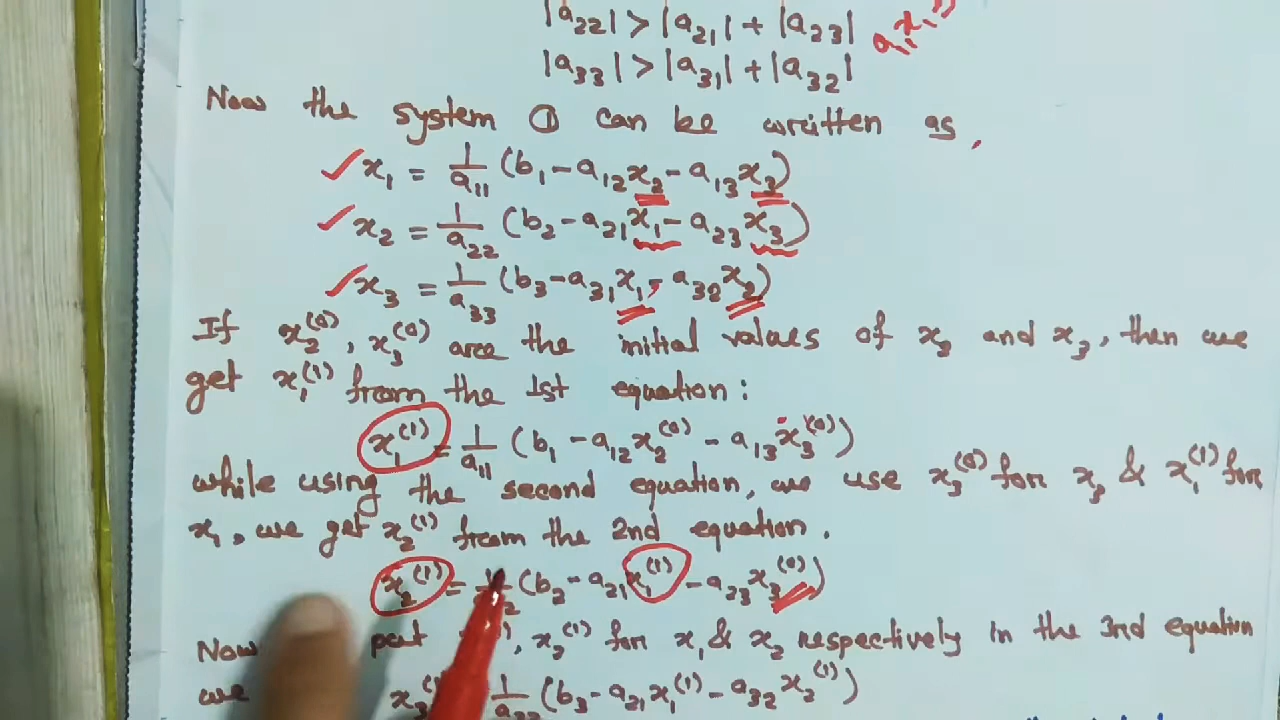 |a₂₂| > |a₂₁| + |a₂₃|
a₁₁x₁⁽¹⁾
|a₃₃| > |a₃₁| + |a₃₂|
Now the system ① can be written as,
✓ x₁ = 1/a₁₁ (b₁ - a₁₂x₂ - a₁₃x₃)
✓ x₂ = 1/a₂₂ (b₂ - a₂₁x₁ - a₂₃x₃)
✓ x₃ = 1/a₃₃ (b₃ - a₃₁x₁ - a₃₂x₂)
If x₂⁽⁰⁾, x₃⁽⁰⁾ are the initial values of x₂ and x₃, then we
get x₁⁽¹⁾ from the 1st equation:
x₁⁽¹⁾ = 1/a₁₁ (b₁ - a₁₂x₂⁽⁰⁾ - a₁₃x₃⁽⁰⁾)
while using the second equation, we use x₃⁽⁰⁾ for x₃ & x₁⁽¹⁾ for
x₁, we get x₂⁽¹⁾ from the 2nd equation.
x₂⁽¹⁾ = (b₂ - a₂₁x₁⁽¹⁾ - a₂₃x₃⁽⁰⁾)
Now put , x₂⁽¹⁾ for x₁ & x₂ respectively in the 3rd equation
we x₃ 1/a₃₃ (b₃ - a₂₁x₁⁽¹⁾ - a₃₂x₂⁽¹⁾)